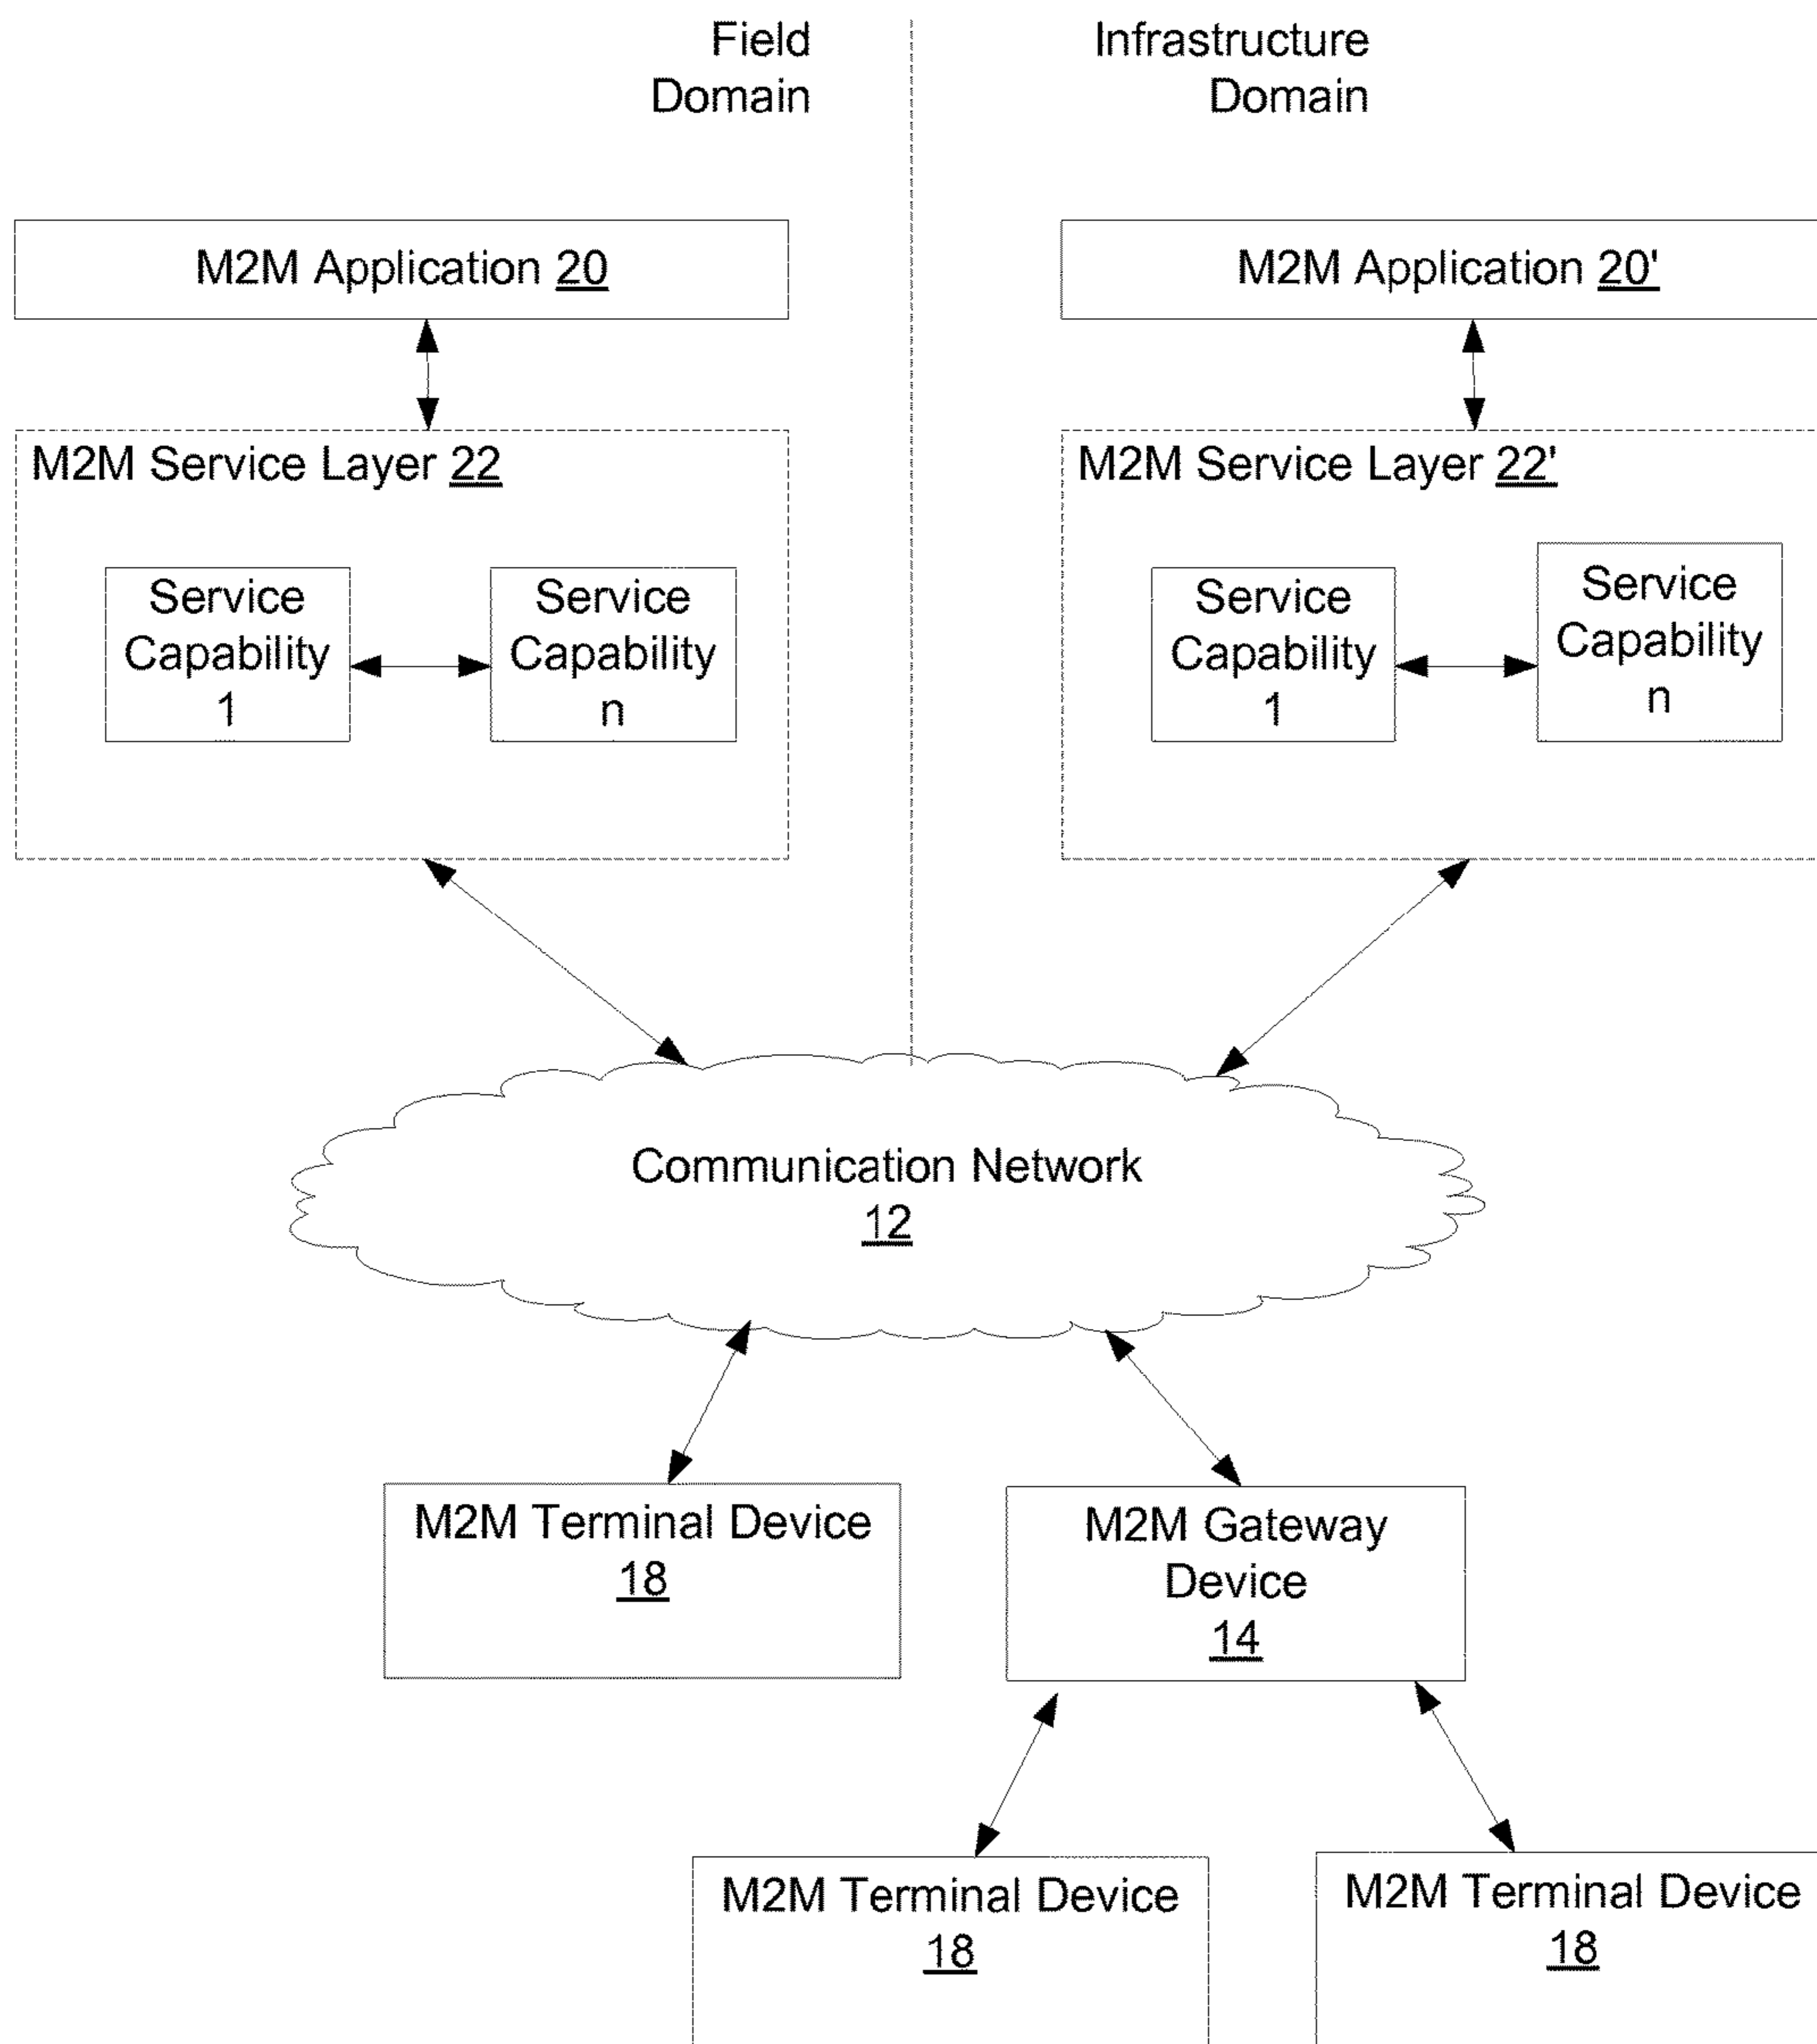 Field
Domain
Infrastructure
Domain
M2M Application 20
M2M Application 20'
M2M Service Layer 22
Service
Capability
1
Service
Capability
n
M2M Service Layer 22'
Service
Capability
1
Service
Capability
n
Communication Network
12
M2M Terminal Device
18
M2M Gateway
Device
14
M2M Terminal Device
18
M2M Terminal Device
18